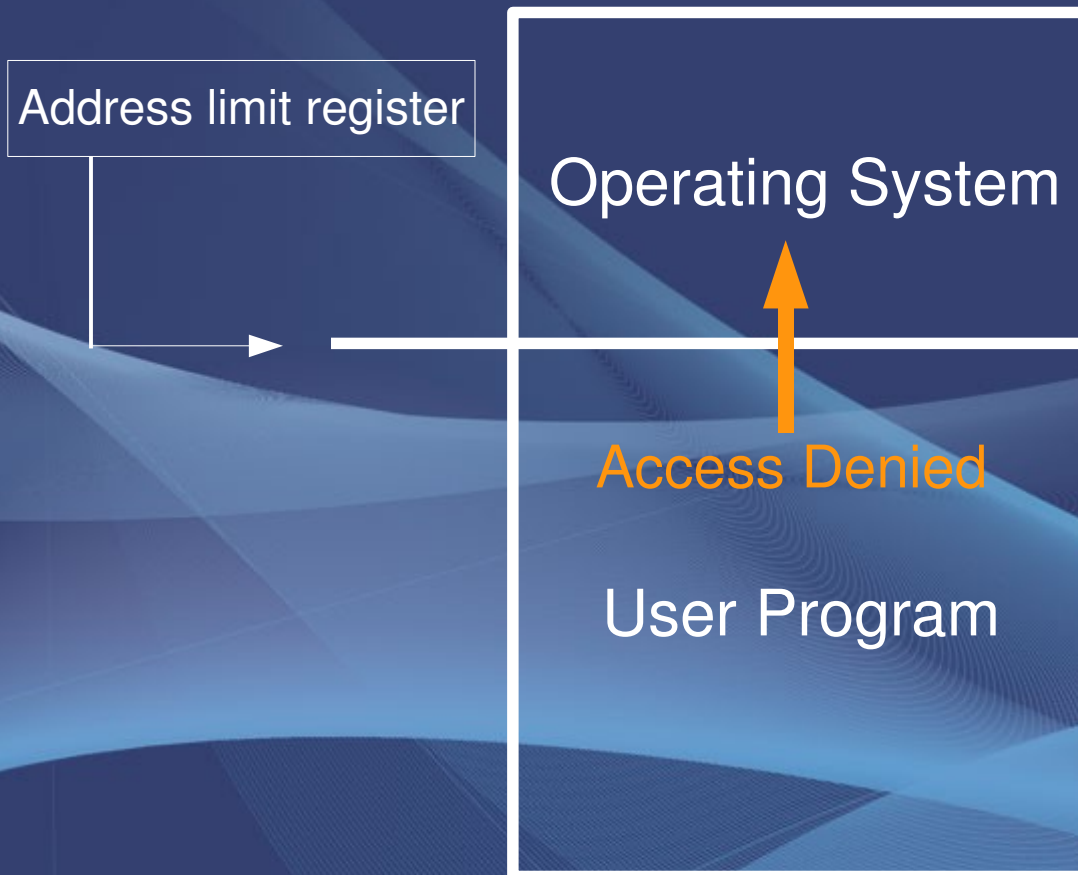 Address limit register
Operating System
Access Denied
User Program